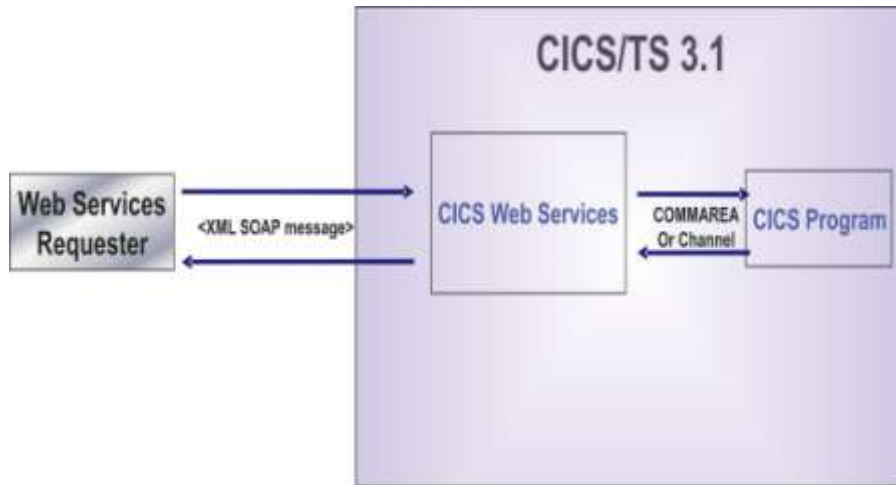 CICS/TS 3.1
Web Services
Requester
<XML SOAP message>
CICS Web Services
COMMAREA
Or Channel
CICS Program